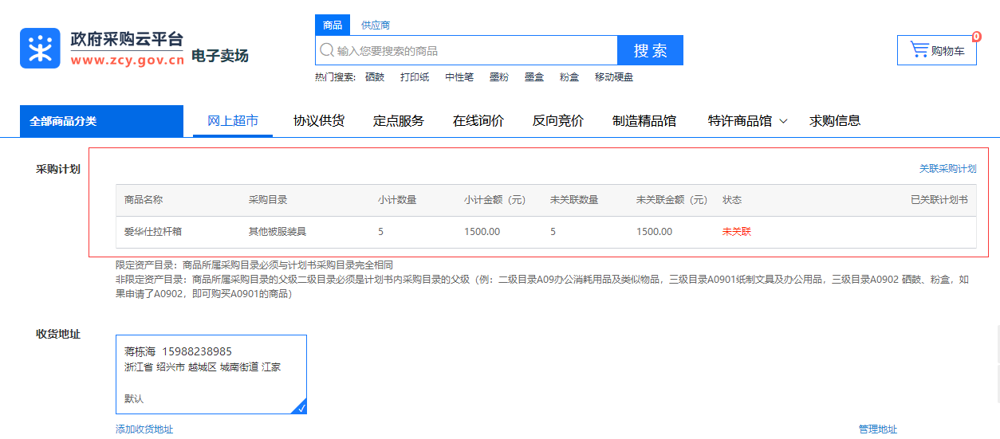 商品 供应商
政府采购云平台
www.zcy.gov.cn 电子卖场
输入您要搜索的商品 搜 索
0
购物车
热门搜索: 硒鼓 打印纸 中性笔 墨粉 墨盒 粉盒 移动硬盘
全部商品分类 网上超市 协议供货 定点服务 在线询价 反向竞价 制造精品馆 特许商品馆 求购信息
采购计划 关联采购计划
商品名称 采购目录 小计数量 小计金额（元） 未关联数量 未关联金额（元） 状态 已关联计划书
爱华仕拉杆箱 其他被服装具 5 1500.00 5 1500.00 未关联
限定资产目录：商品所属采购目录必须与计划书采购目录完全相同
非限定资产目录：商品所属采购目录的父级二级目录必须是计划书内采购目录的父级（例：二级目录A09办公消耗用品及类似物品，三级目录A0901纸制文具及办公用品，三级目录A0902 硒鼓、粉盒，如
果申请了A0902，即可购买A0901的商品）
收货地址
蒋栋海 15988238985
浙江省 绍兴市 越城区 城南街道 江家
默认
添加收货地址 管理地址